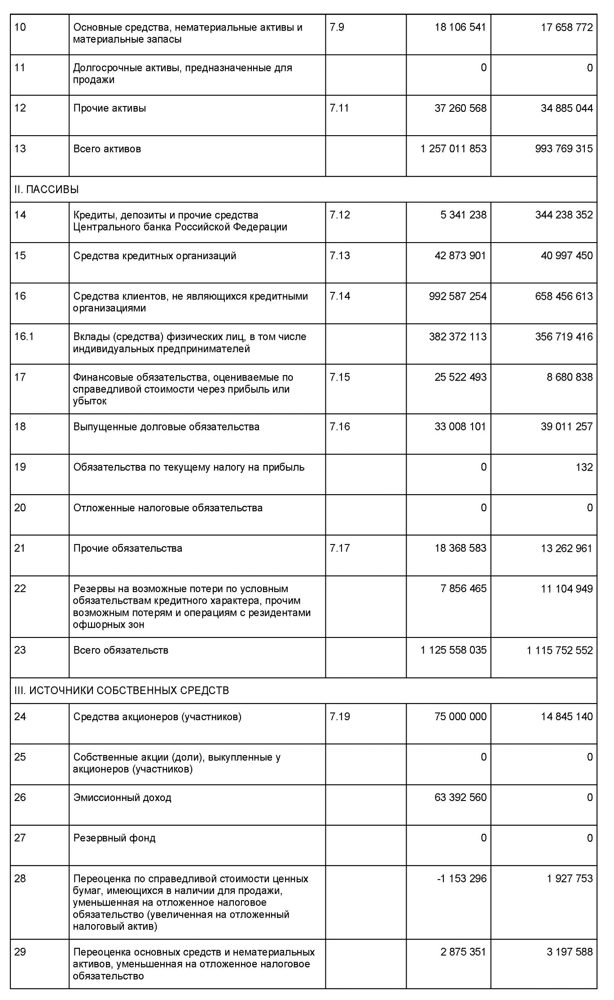 10 Основные средства, нематериальные активы и 7.9 18 106 541 17 658 772
материальные запасы
11 Долгосрочные активы, предназначенные для 0 0
продажи
12 Прочие активы 7.11 37 260 568 34 885 044
13 Всего активов 1 257 011 853 993 769 315
II. ПАССИВЫ
14 Кредиты, депозиты и прочие средства 7.12 5 341 238 344 238 352
Центрального банка Российской Федерации
15 Средства кредитных организаций 7.13 42 873 901 40 997 450
16 Средства клиентов, не являющихся кредитными 7.14 992 587 254 658 456 613
организациями
16.1 Вклады (средства) физических лиц, в том числе 382 372 113 356 719 416
индивидуальных предпринимателей
17 Финансовые обязательства, оцениваемые по 7.15 25 522 493 8 680 838
справедливой стоимости через прибыль или
убыток
18 Выпущенные долговые обязательства 7.16 33 008 101 39 011 257
19 Обязательства по текущему налогу на прибыль 0 132
20 Отложенные налоговые обязательства 0 0
21 Прочие обязательства 7.17 18 368 583 13 262 961
22 Резервы на возможные потери по условным 7 856 465 11 104 949
обязательствам кредитного характера, прочим
возможным потерям и операциям с резидентами
офшорных зон
23 Всего обязательств 1 125 558 035 1 115 752 552
III. ИСТОЧНИКИ СОБСТВЕННЫХ СРЕДСТВ
24 Средства акционеров (участников) 7.19 75 000 000 14 845 140
25 Собственные акции (доли), выкупленные у 0 0
акционеров (участников)
26 Эмиссионный доход 63 392 560 0
27 Резервный фонд 0 0
28 Переоценка по справедливой стоимости ценных -1 153 296 1 927 753
бумаг, имеющихся в наличии для продажи,
уменьшенная на отложенное налоговое
обязательство (увеличенная на отложенный
налоговый актив)
29 Переоценка основных средств и нематериальных 2 875 351 3 197 588
активов, уменьшенная на отложенное налоговое
обязательство